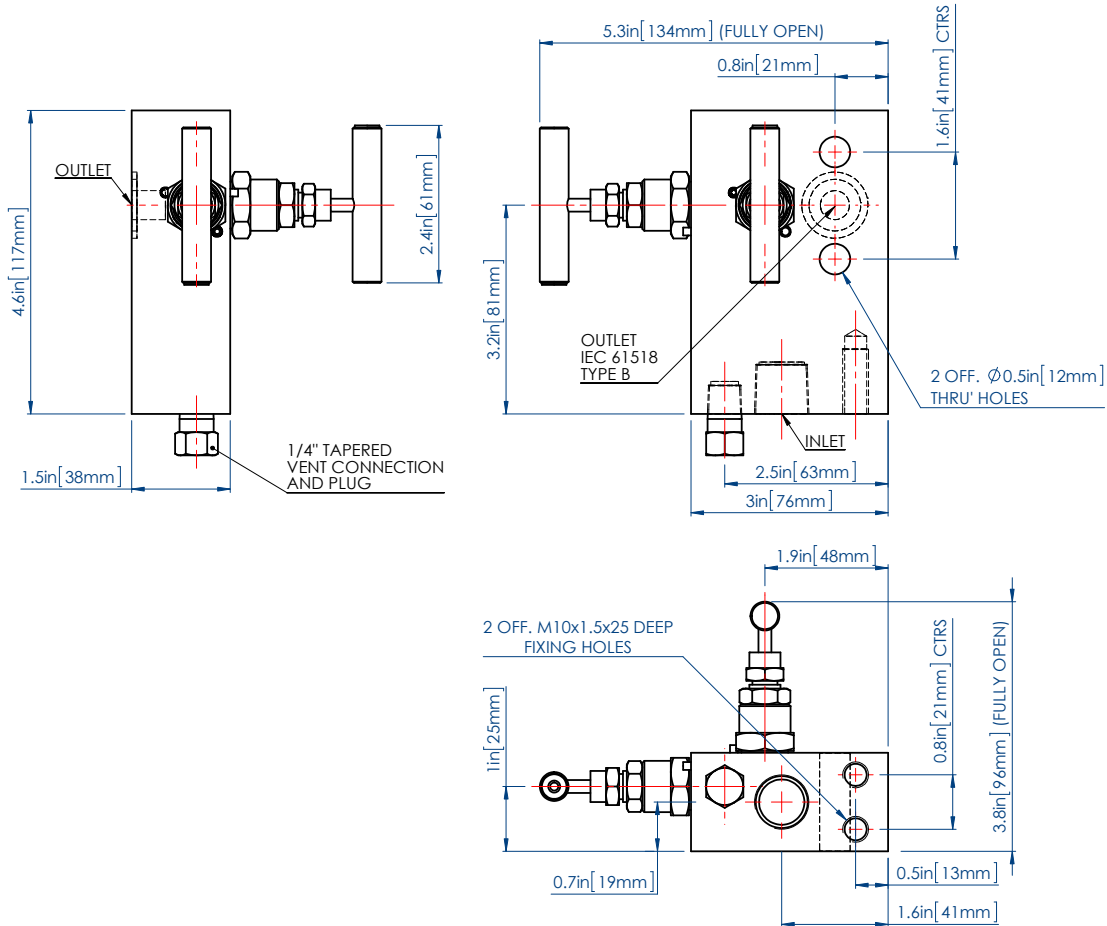 5.3in[134mm] (FULLY OPEN)
0.8in[21mm]
1.6in[41mm] CTRS
OUTLET
4.6in[117mm]
2.4in[61mm]
3.2in[81mm]
OUTLET
IEC 61518
TYPE B
2 OFF. Ø0.5in[12mm]
THRU' HOLES
INLET
1/4" TAPERED
VENT CONNECTION
AND PLUG
1.5in[38mm]
2.5in[63mm]
3in[76mm]
1.9in[48mm]
2 OFF. M10x1.5x25 DEEP
FIXING HOLES
1in[25mm]
0.8in[21mm] CTRS
3.8in[96mm] (FULLY OPEN)
0.7in[19mm]
0.5in[13mm]
1.6in[41mm]